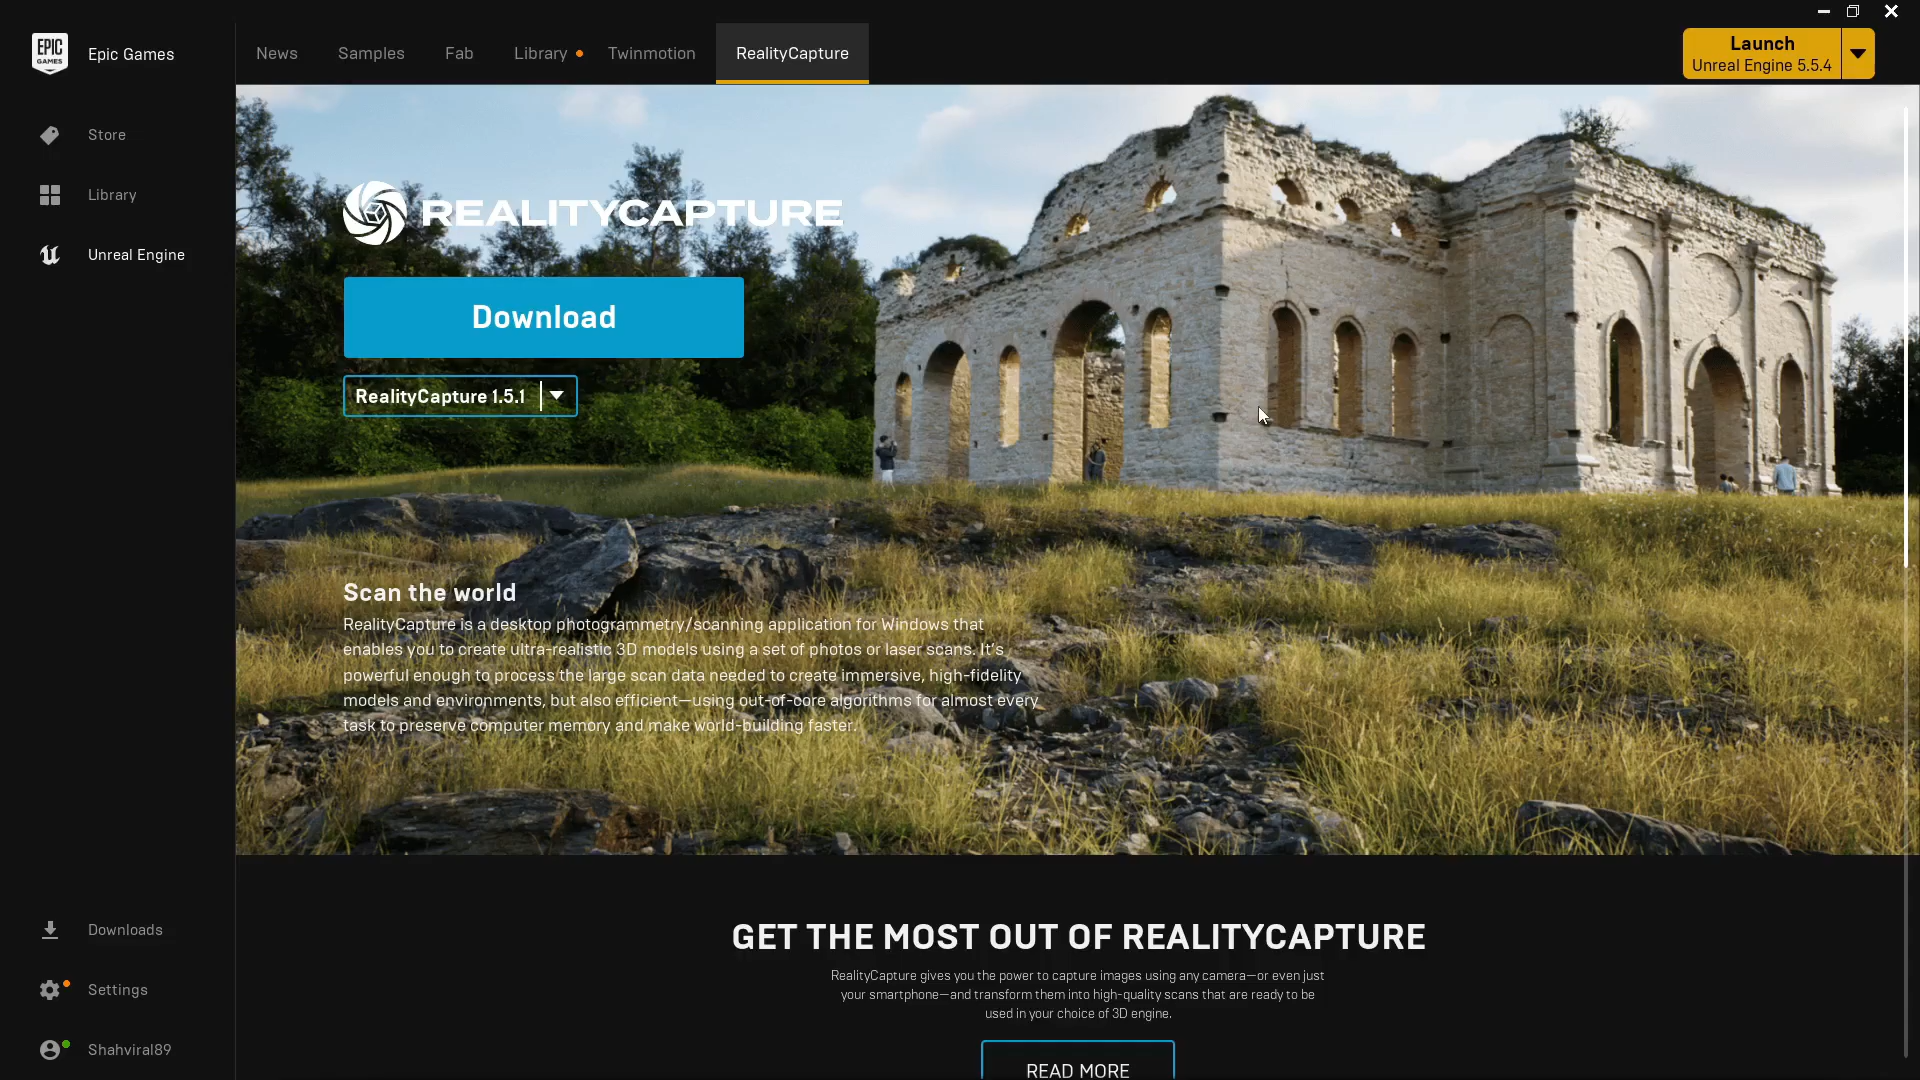 EPIC
GAMES
Epic Games
News
Samples
Fab
Library
Twinmotion
RealityCapture
Launch
Unreal Engine 5.5.4
Store
Library
Unreal Engine
REALITYCAPTURE
Download
RealityCapture 1.5.1
Scan the world
RealityCapture is a desktop photogrammetry/scanning application for Windows that
enables you to create ultra-realistic 3D models using a set of photos or laser scans. It's
powerful enough to process the large scan data needed to create immersive, high-fidelity
models and environments, but also efficient—using out-of-core algorithms for almost every
task to preserve computer memory and make world-building faster.
Downloads
Settings
Shahviral89
GET THE MOST OUT OF REALITYCAPTURE
RealityCapture gives you the power to capture images using any camera—or even just
your smartphone—and transform them into high-quality scans that are ready to be
used in your choice of 3D engine.
READ MORE